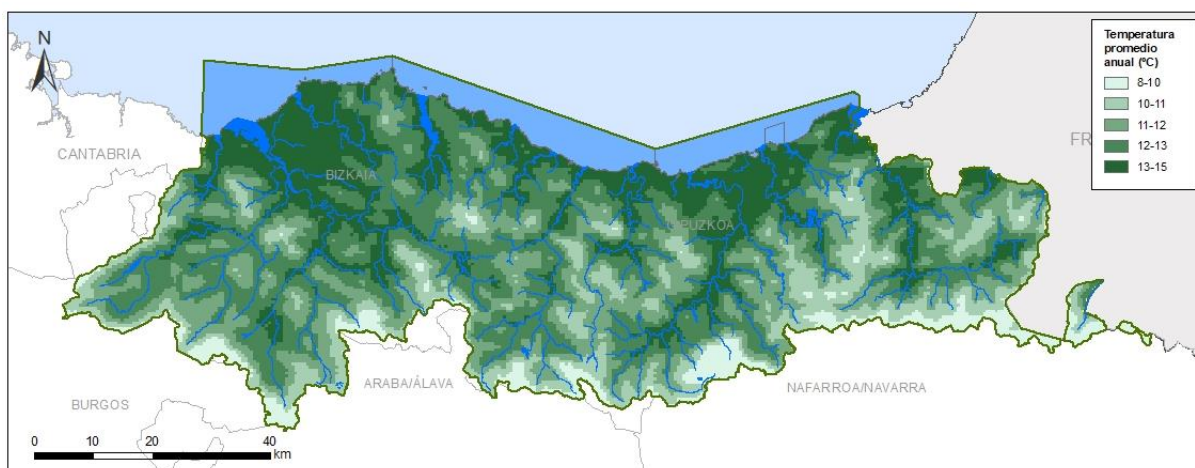 N
Temperatura
promedio
anual (ºC)
8-10
10-11
11-12
12-13
13-15
CANTABRIA
FR
BIZKAIA
PUZKOA
ARABA/ÁLAVA
NAFARROA/NAVARRA
BURGOS
0 10 20 40
km